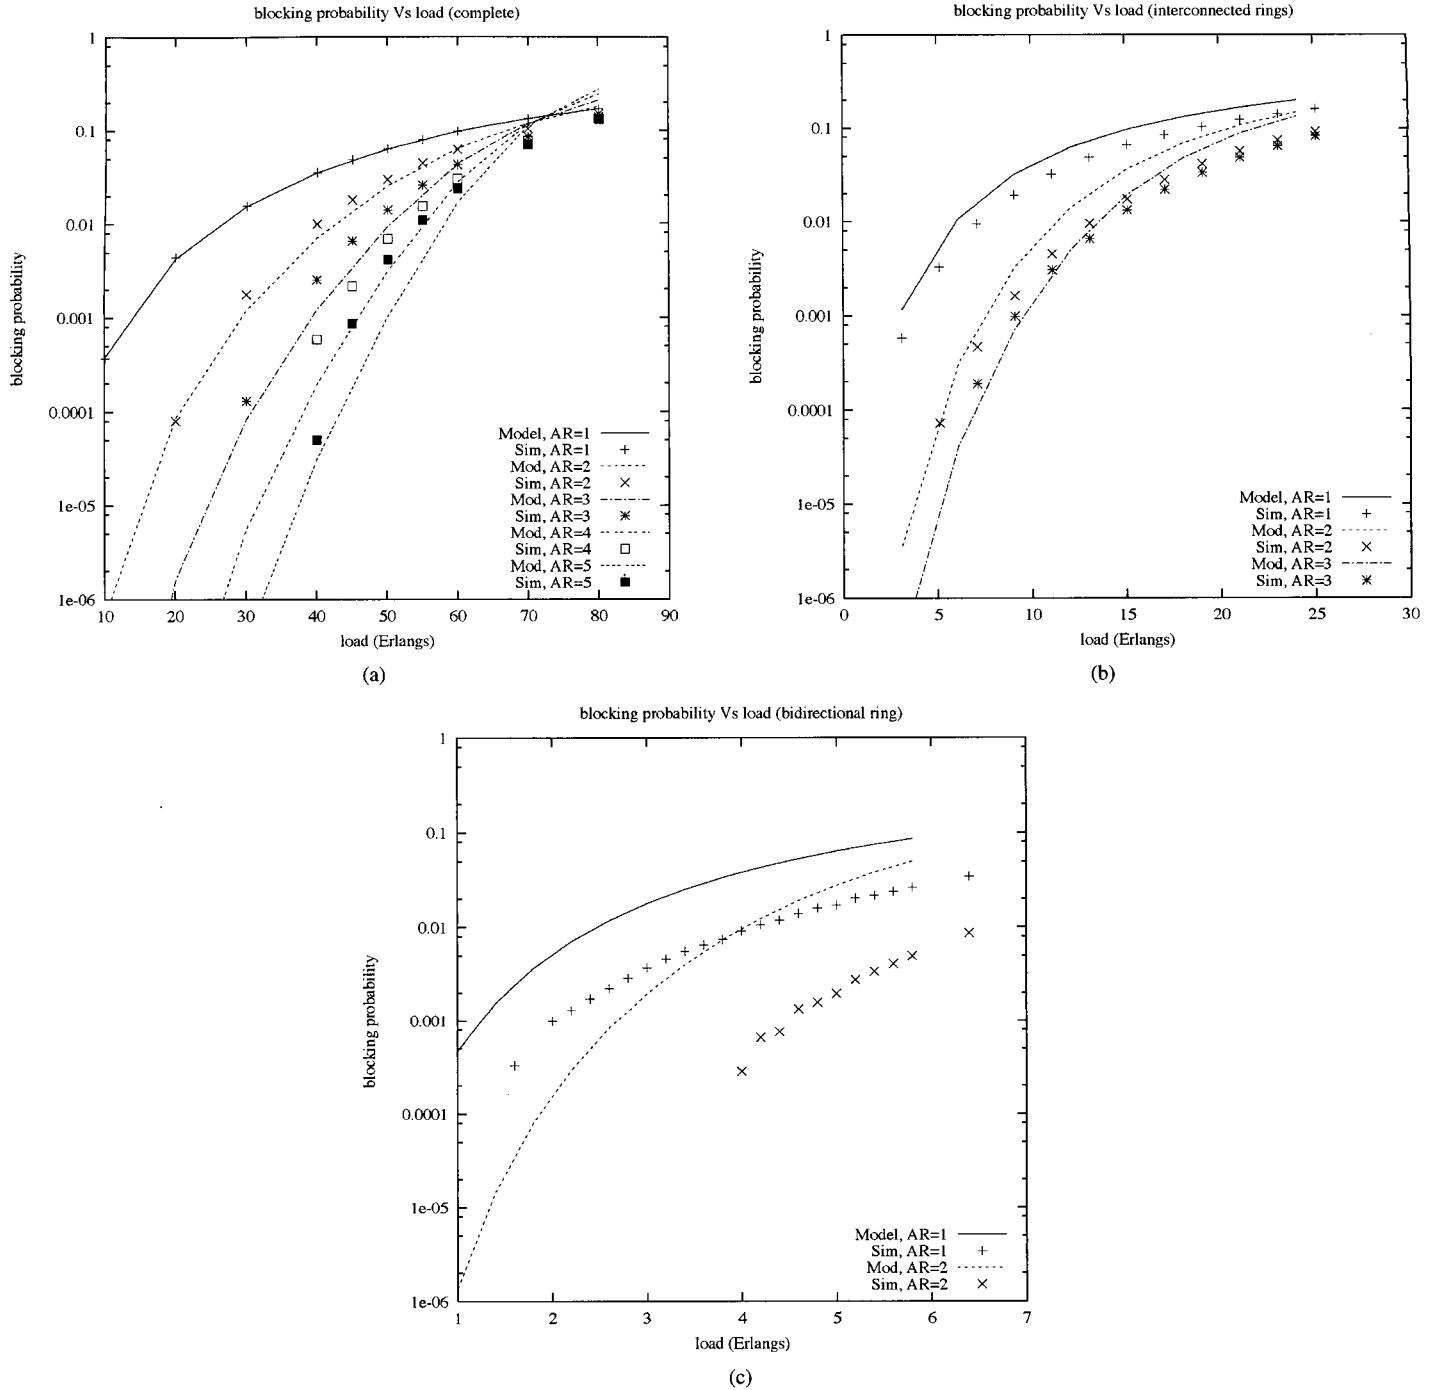 blocking probability Vs load (complete)
1
0.1
0.01
0.001
0.0001
1e-05
1e-06
blocking probability
10 20 30 40 50 60 70 80 90
load (Erlangs)
Model, AR=1
Sim, AR=1
Mod, AR=2
Sim, AR=2
Mod, AR=3
Sim, AR=3
Mod, AR=4
Sim, AR=4
Mod, AR=5
Sim, AR=5
(a)
blocking probability Vs load (interconnected rings)
1
0.1
0.01
0.001
0.0001
1e-05
1e-06
blocking probability
0 5 10 15 20 25 30
load (Erlangs)
Model, AR=1
Sim, AR=1
Mod, AR=2
Sim, AR=2
Mod, AR=3
Sim, AR=3
(b)
blocking probability Vs load (bidirectional ring)
1
0.1
0.01
0.001
0.0001
1e-05
1e-06
blocking probability
1 2 3 4 5 6 7
load (Erlangs)
Model, AR=1
Sim, AR=1
Mod, AR=2
Sim, AR=2
(c)